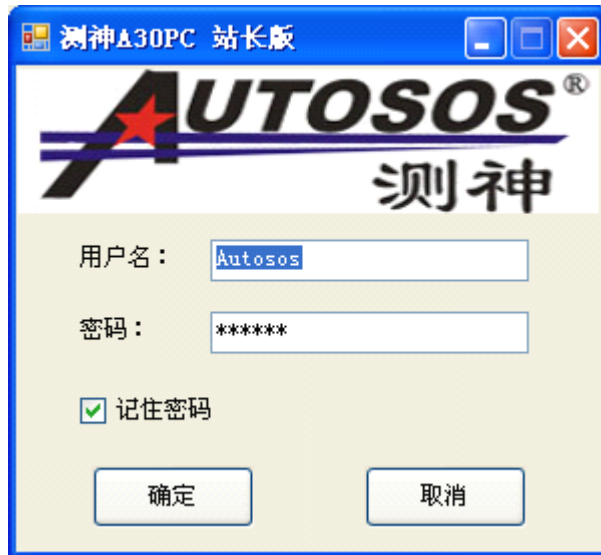 测神A30PC 站长版
AUTOSOS®
测神
用户名：
Autosos
密码：
******
记住密码
确定
取消